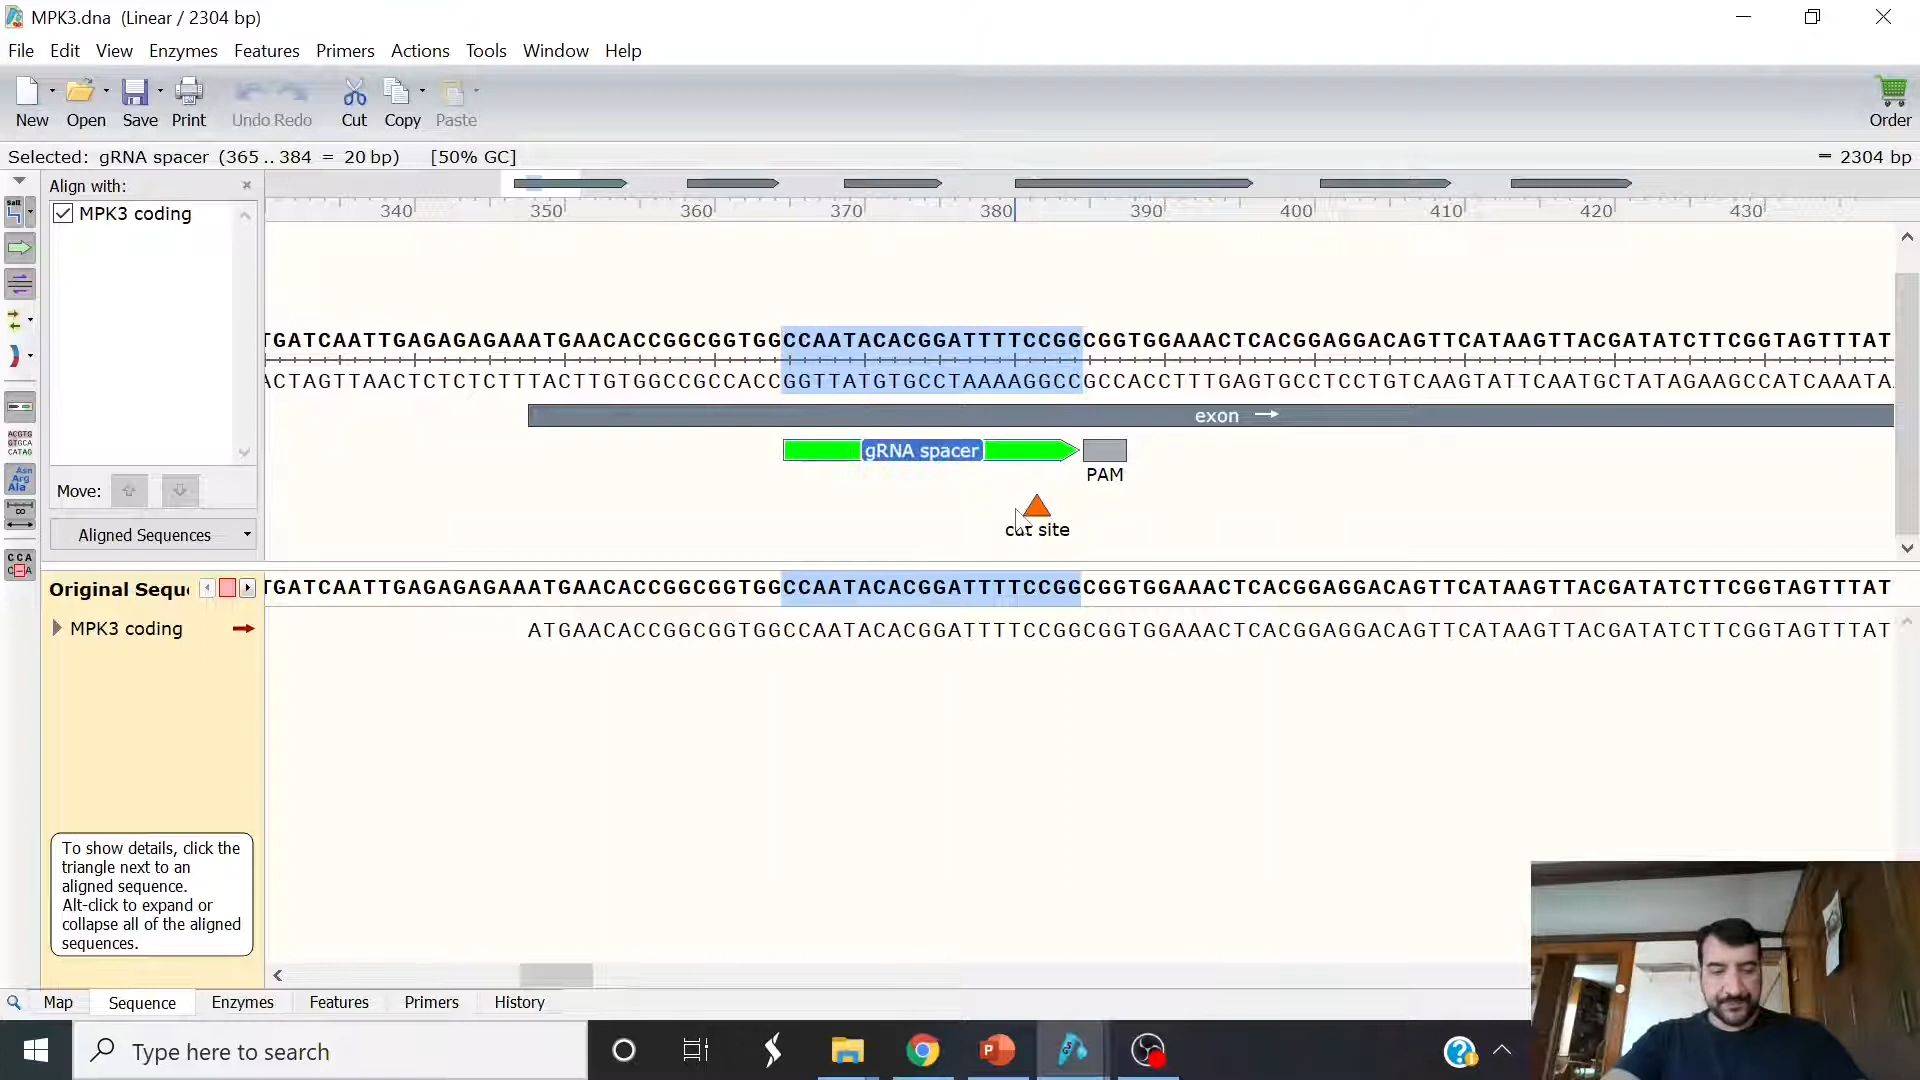 MPK3.dna (Linear / 2304 bp)
File Edit View Enzymes Features Primers Actions Tools Window Help
New Open Save Print Undo Redo Cut Copy Paste Order
Selected: gRNA spacer (365 .. 384 = 20 bp) [50% GC] = 2304 bp
Align with:
MPK3 coding
340 350 360 370 380 390 400 410 420 430
TGATCAATTGAGAGAGAAATGAACACCGGCGGTGGCCAATACACGGATTTTCCGGCGGTGGAAACTCACGGAGGACAGTTCATAAGTTACGATATCTTCGGTAGTTTAT
ACTAGTTAACTCTCTCTTTACTTGTGGCCGCCACCGGTTATGTGCCTAAAAGGCCGCCACCTTTGAGTGCCTCCTGTCAAGTATTCAATGCTATAGAAGCCATCAAATA
exon
gRNA spacer
PAM
cut site
Move:
Aligned Sequences
Original Sequ
TGATCAATTGAGAGAGAAATGAACACCGGCGGTGGCCAATACACGGATTTTCCGGCGGTGGAAACTCACGGAGGACAGTTCATAAGTTACGATATCTTCGGTAGTTTAT
MPK3 coding
ATGAACACCGGCGGTGGCCAATACACGGATTTTCCGGCGGTGGAAACTCACGGAGGACAGTTCATAAGTTACGATATCTTCGGTAGTTTAT
To show details, click the
triangle next to an
aligned sequence.
Alt-click to expand or
collapse all of the aligned
sequences.
Map Sequence Enzymes Features Primers History
Type here to search